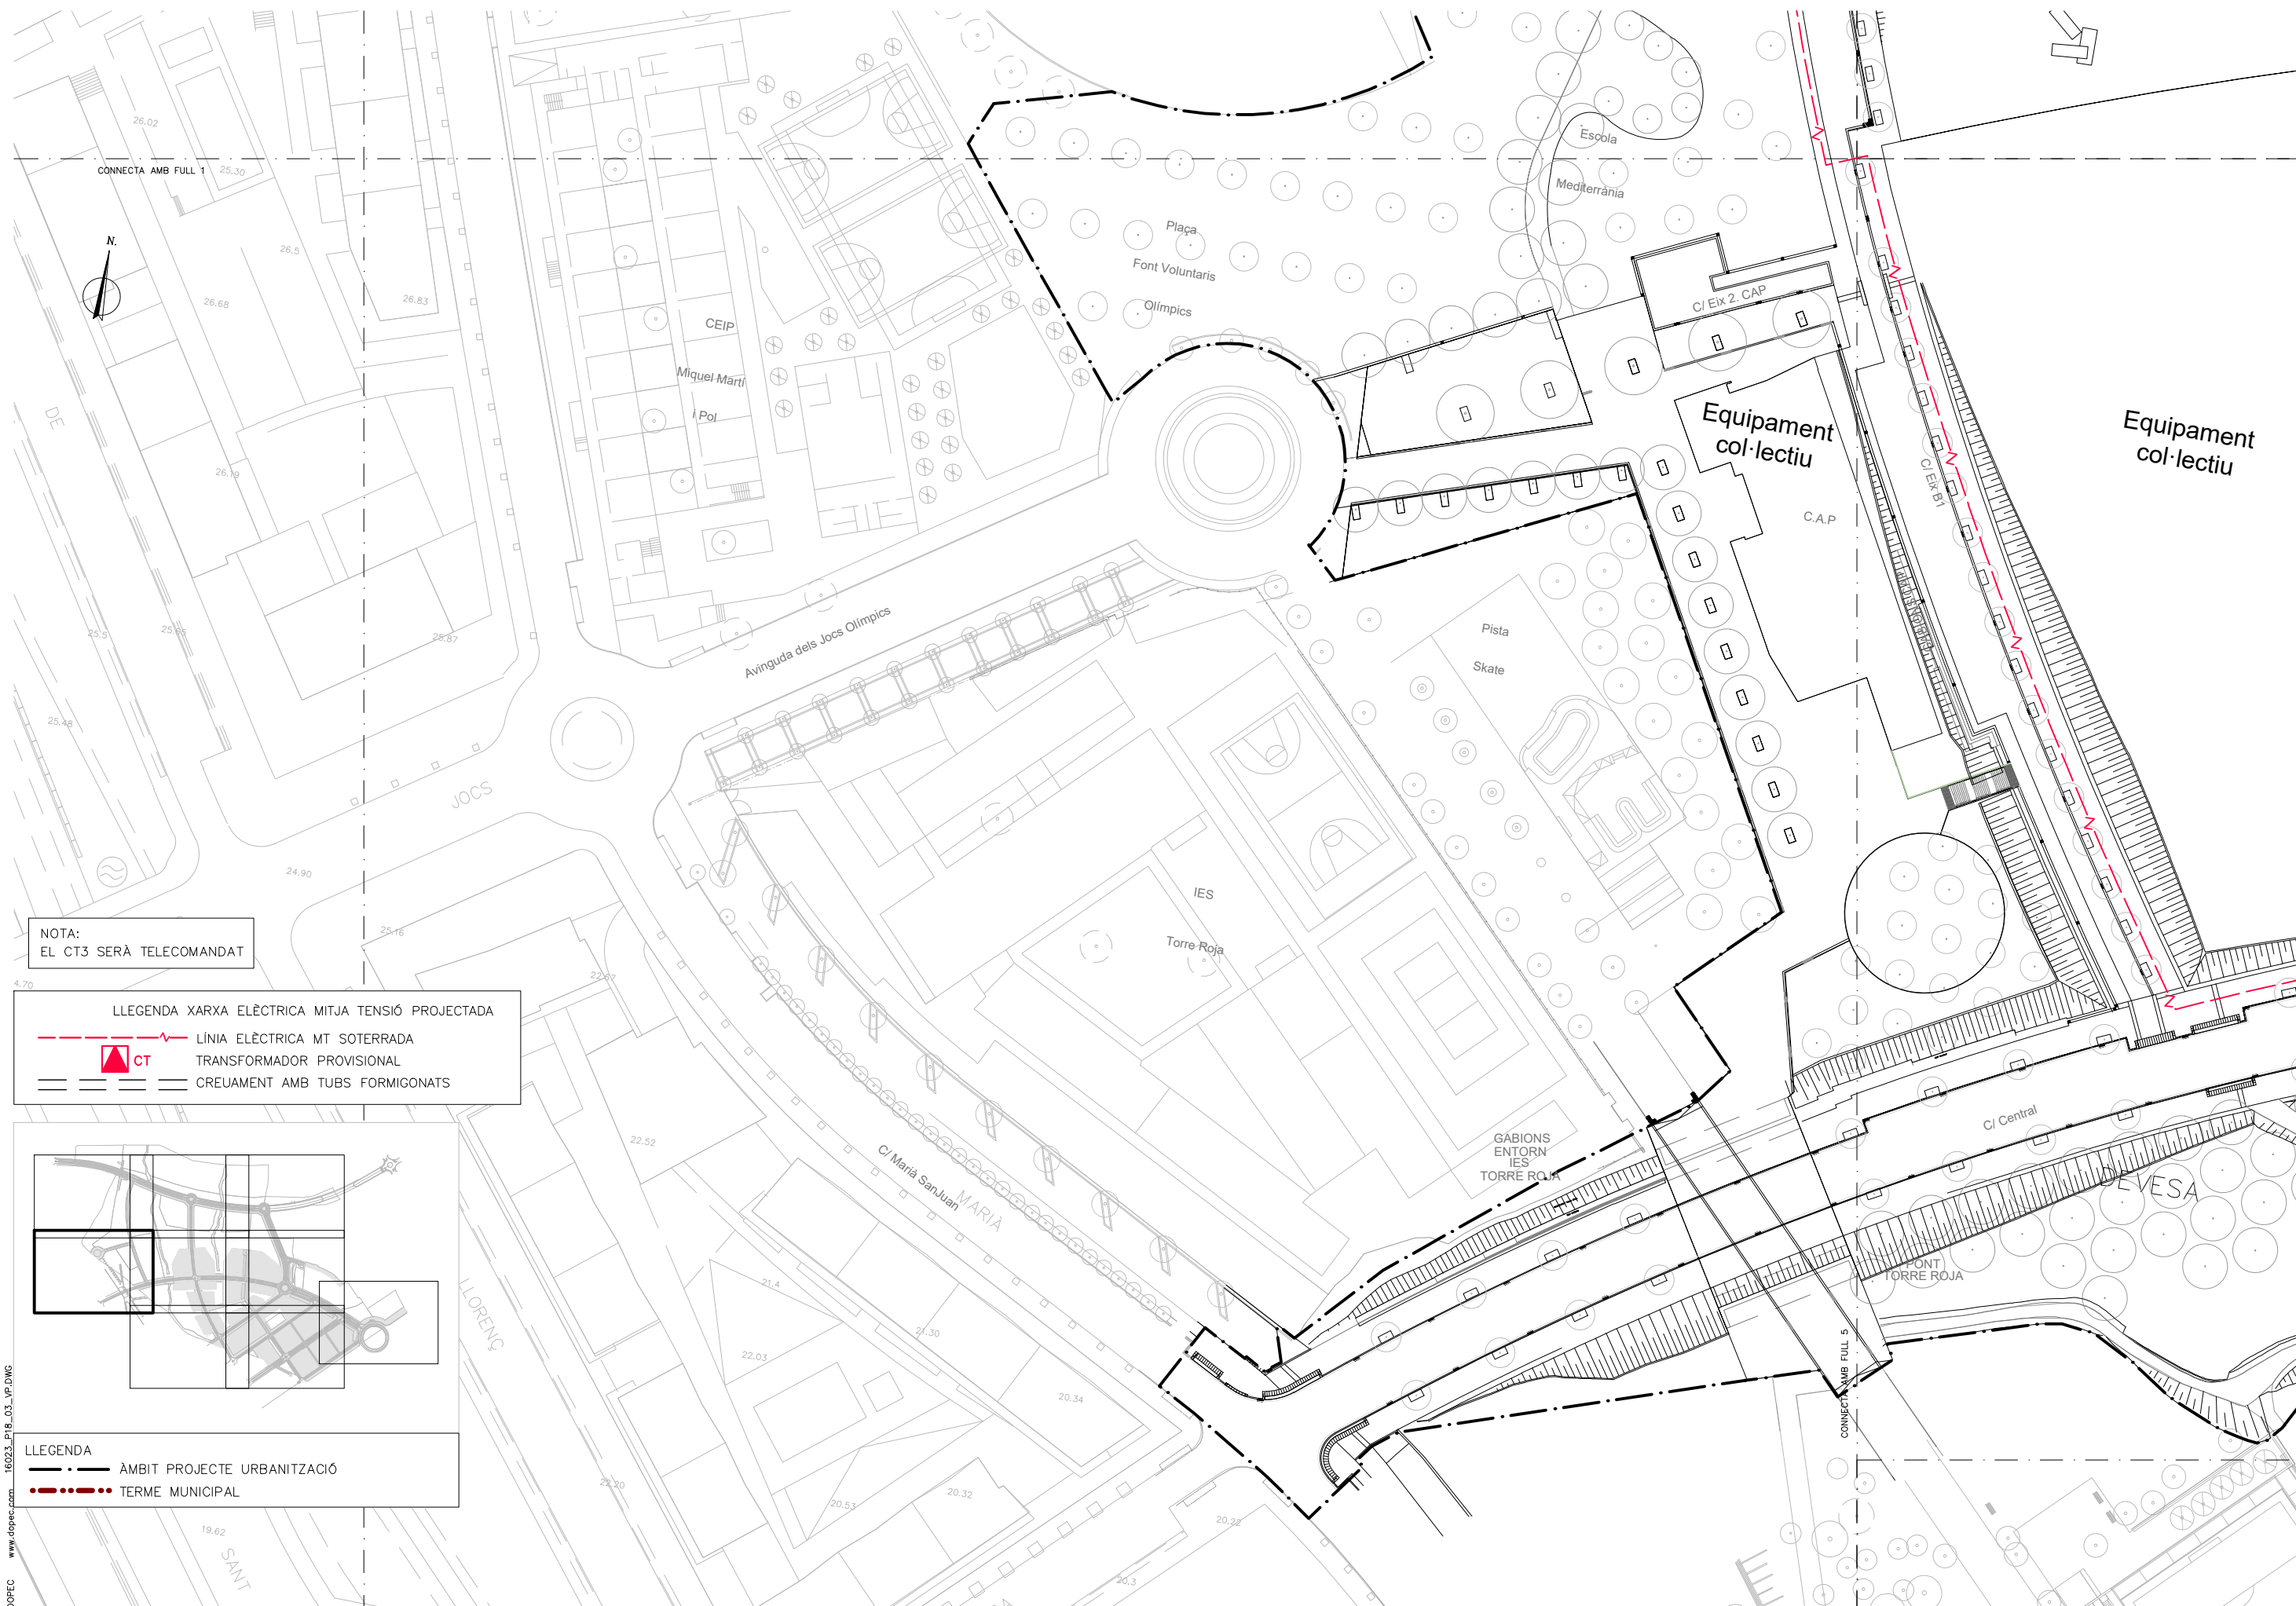 26.02
CONNECTA AMB FULL 1
25.30
26.5
26.68
26.83
N.
DE
26.19
25.5
25.65
25.87
25.48
CEIP
Miquel Martí
i Pol
Plaça
Font Voluntaris
Olímpics
Escola
Mediterrània
C/ Eix 2. CAP
Equipament
col·lectiu
Equipament
col·lectiu
C/ Eix B1
C.A.P
Avinguda dels Jocs Olímpics
Pista
Skate
JOCS
24.90
25.16
22.67
IES
Torre Roja
NOTA:
EL CT3 SERÀ TELECOMANDAT
4.70
LLEGENDA XARXA ELÈCTRICA MITJA TENSIÓ PROJECTADA
LÍNIA ELÈCTRICA MT SOTERRADA
CT
TRANSFORMADOR PROVISIONAL
CREUAMENT AMB TUBS FORMIGONATS
22.52
C/ Marià SanJuan
MARIÀ
GABIONS
ENTORN
IES
TORRE ROJA
C/ Central
DEVESA
PONT
TORRE ROJA
CONNECTA AMB FULL 5
LLORENÇ
21.4
21.30
22.03
20.34
22.20
20.53
20.32
20.22
20.3
LLEGENDA
ÀMBIT PROJECTE URBANITZACIÓ
TERME MUNICIPAL
19.62
SANT
DOPEC www.dopec.com 16023_P18_03_VP.DWG